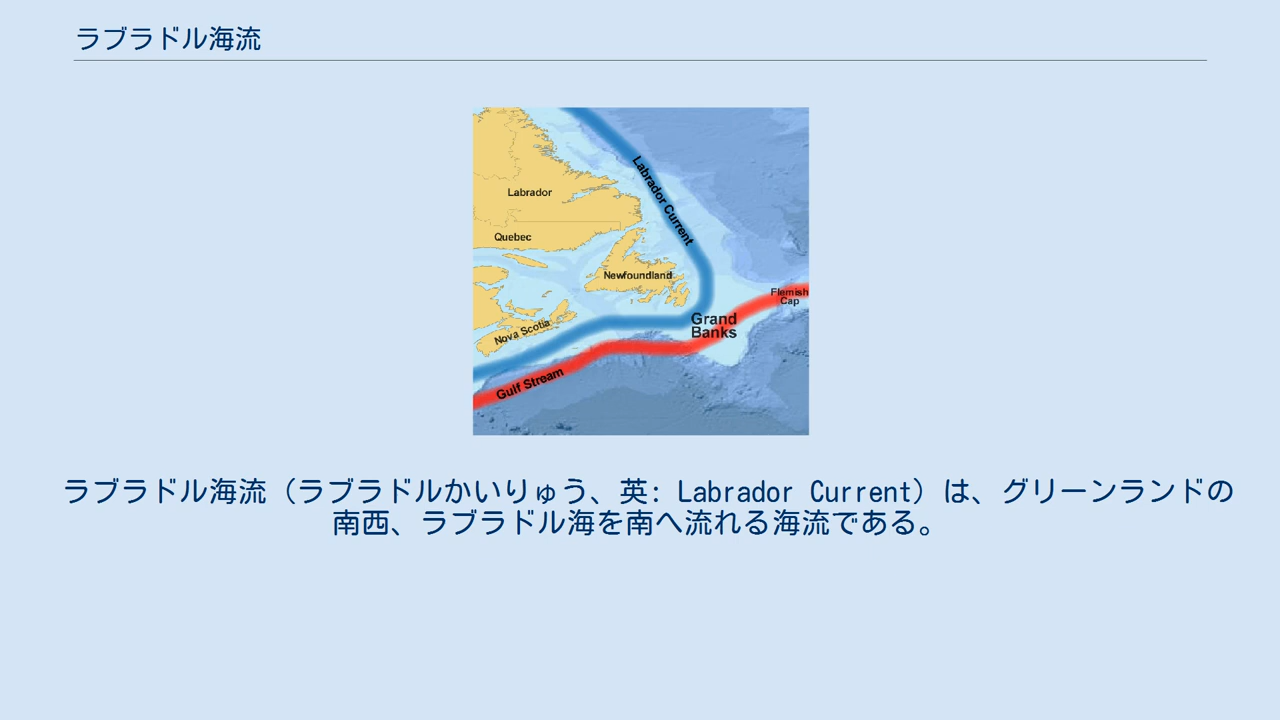 ラブラドル海流
Labrador Current
Labrador
Quebec
Newfoundland
Flemish
Cap
Grand
Banks
Nova Scotia
Gulf Stream
ラブラドル海流（ラブラドルかいりゅう、英: Labrador Current）は、グリーンランドの
南西、ラブラドル海を南へ流れる海流である。